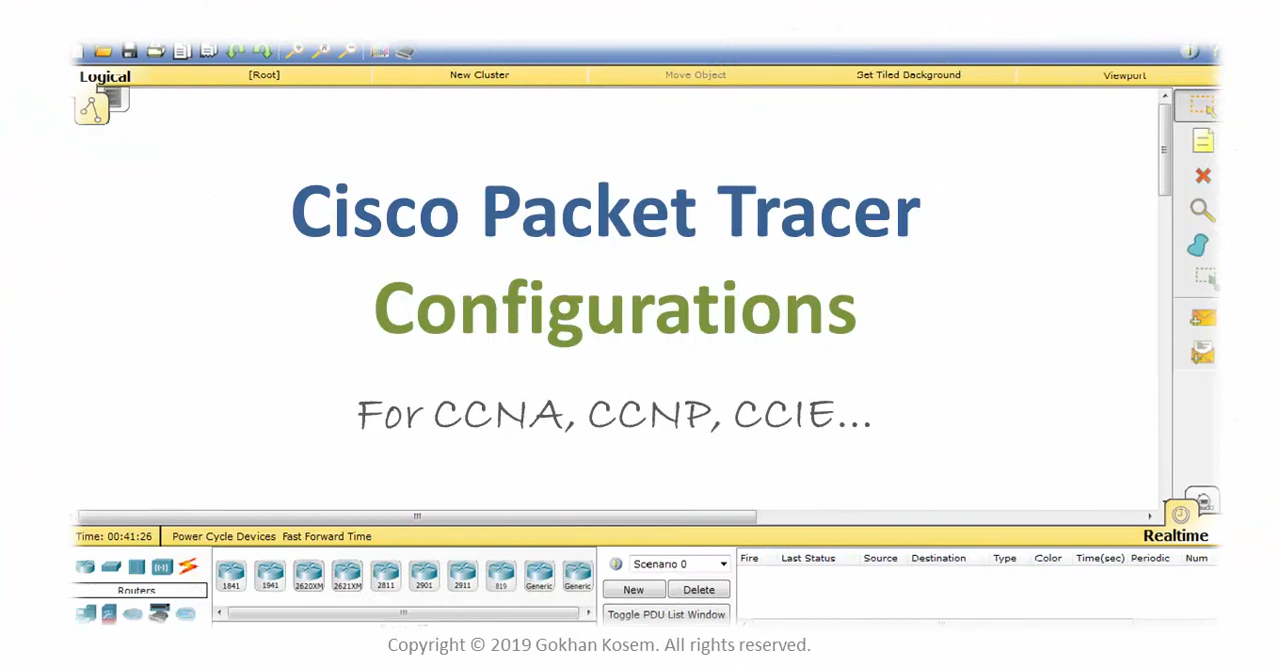 Logical [Root] New Cluster Move Object Set Tiled Background Viewport
Cisco Packet Tracer
Configurations
For CCNA, CCNP, CCIE...
Time: 00:41:26 Power Cycle Devices Fast Forward Time Realtime
Scenario 0 Fire Last Status Source Destination Type Color Time(sec) Periodic Num
1841 1941 2620XM 2621XM 2811 2901 2911 819 Generic Generic
Routers New Delete
Toggle PDU List Window
Copyright © 2019 Gokhan Kosem. All rights reserved.